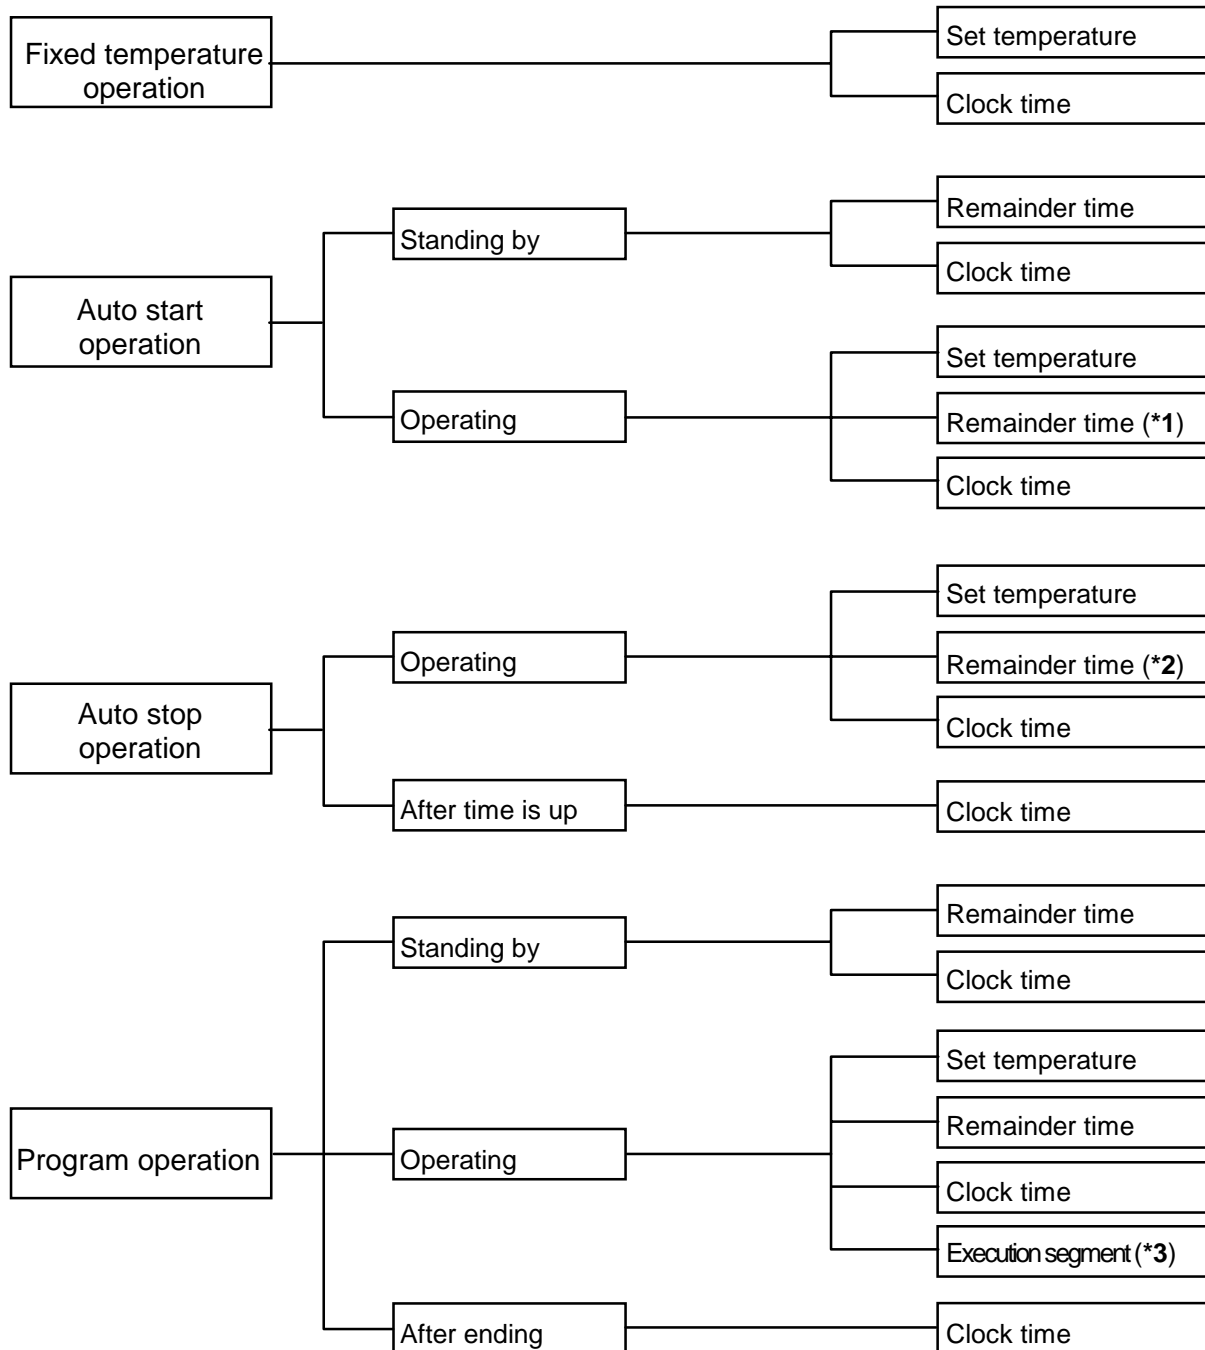 Fixed temperature
operation
Set temperature
Clock time
Auto start
operation
Standing by
Remainder time
Clock time
Operating
Set temperature
Remainder time (*1)
Clock time
Auto stop
operation
Operating
Set temperature
Remainder time (*2)
Clock time
After time is up
Clock time
Program operation
Standing by
Remainder time
Clock time
Operating
Set temperature
Remainder time
Clock time
Execution segment (*3)
After ending
Clock time